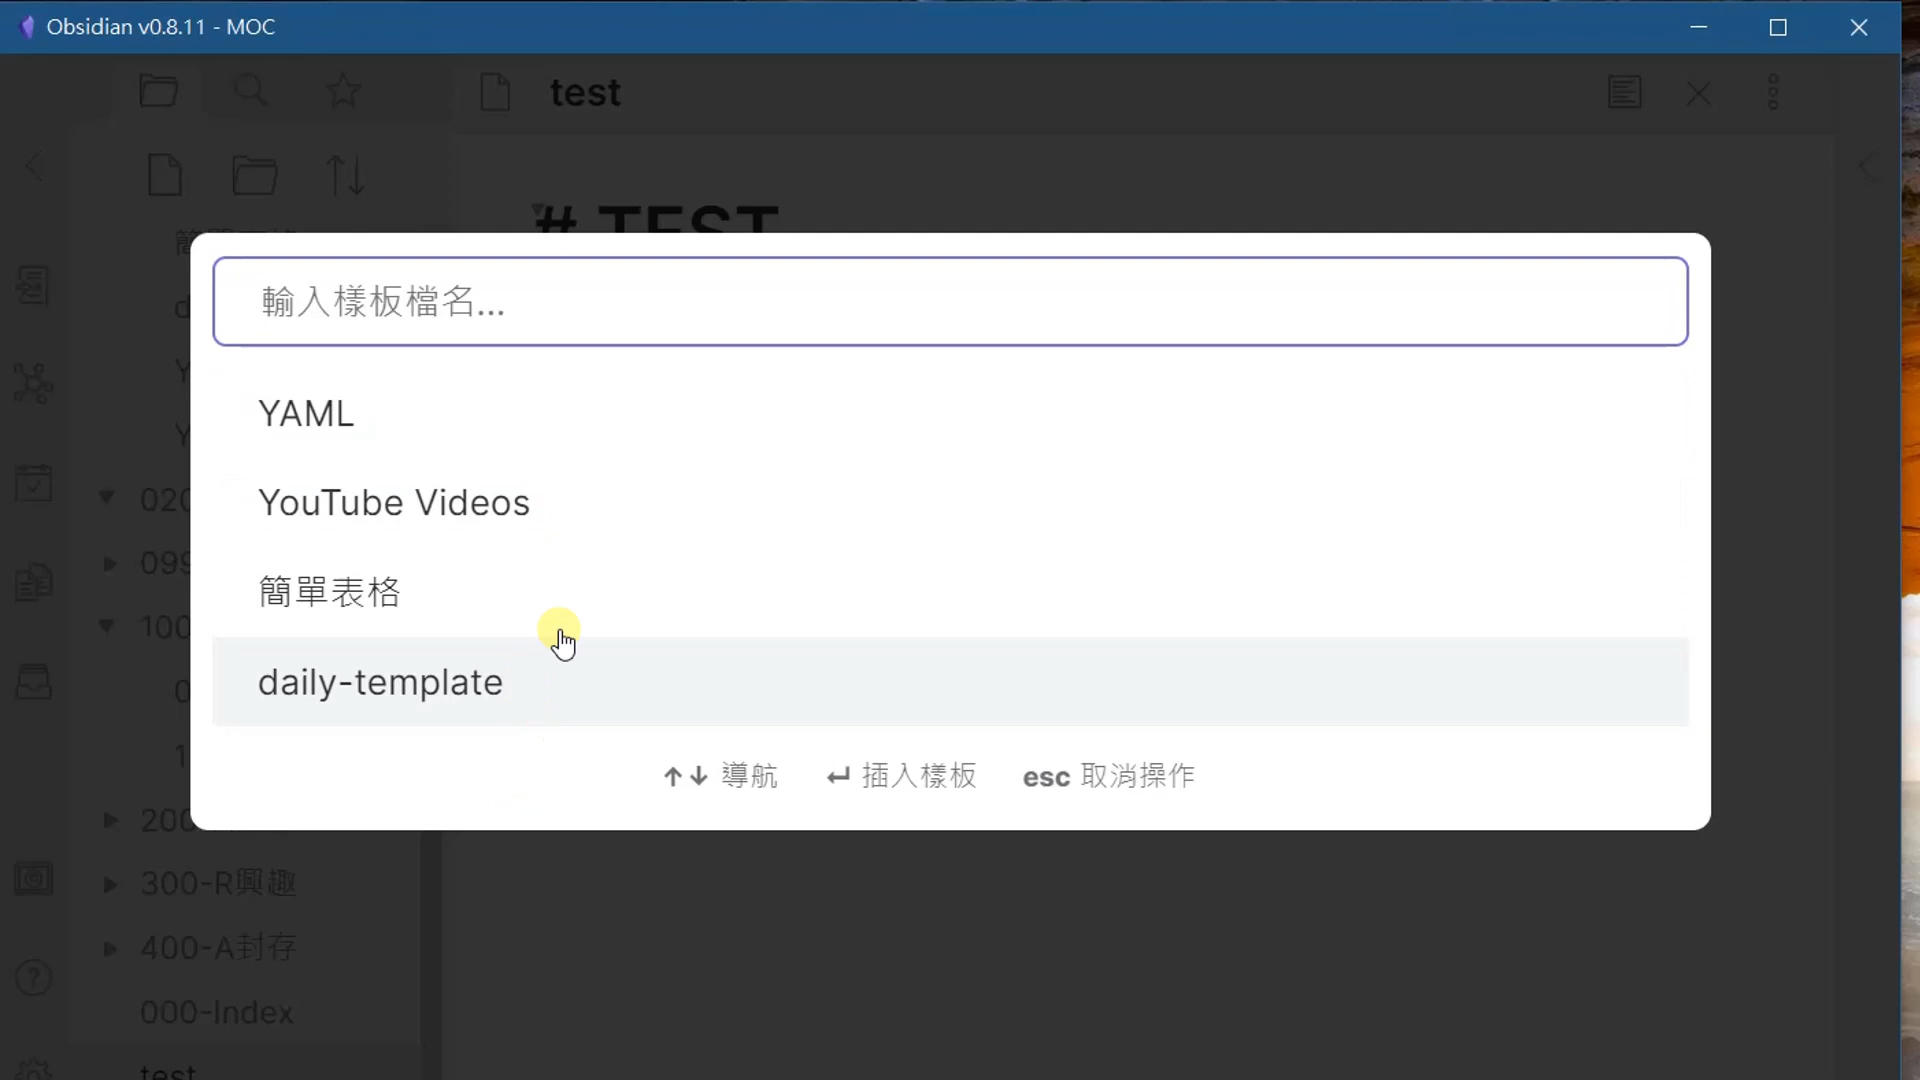 Obsidian v0.8.11 - MOC
test
# TEST
輸入樣板檔名...
YAML
YouTube Videos
簡單表格
daily-template
↑↓ 導航 ↵ 插入樣板 esc 取消操作
300-R興趣
400-A封存
000-Index
test